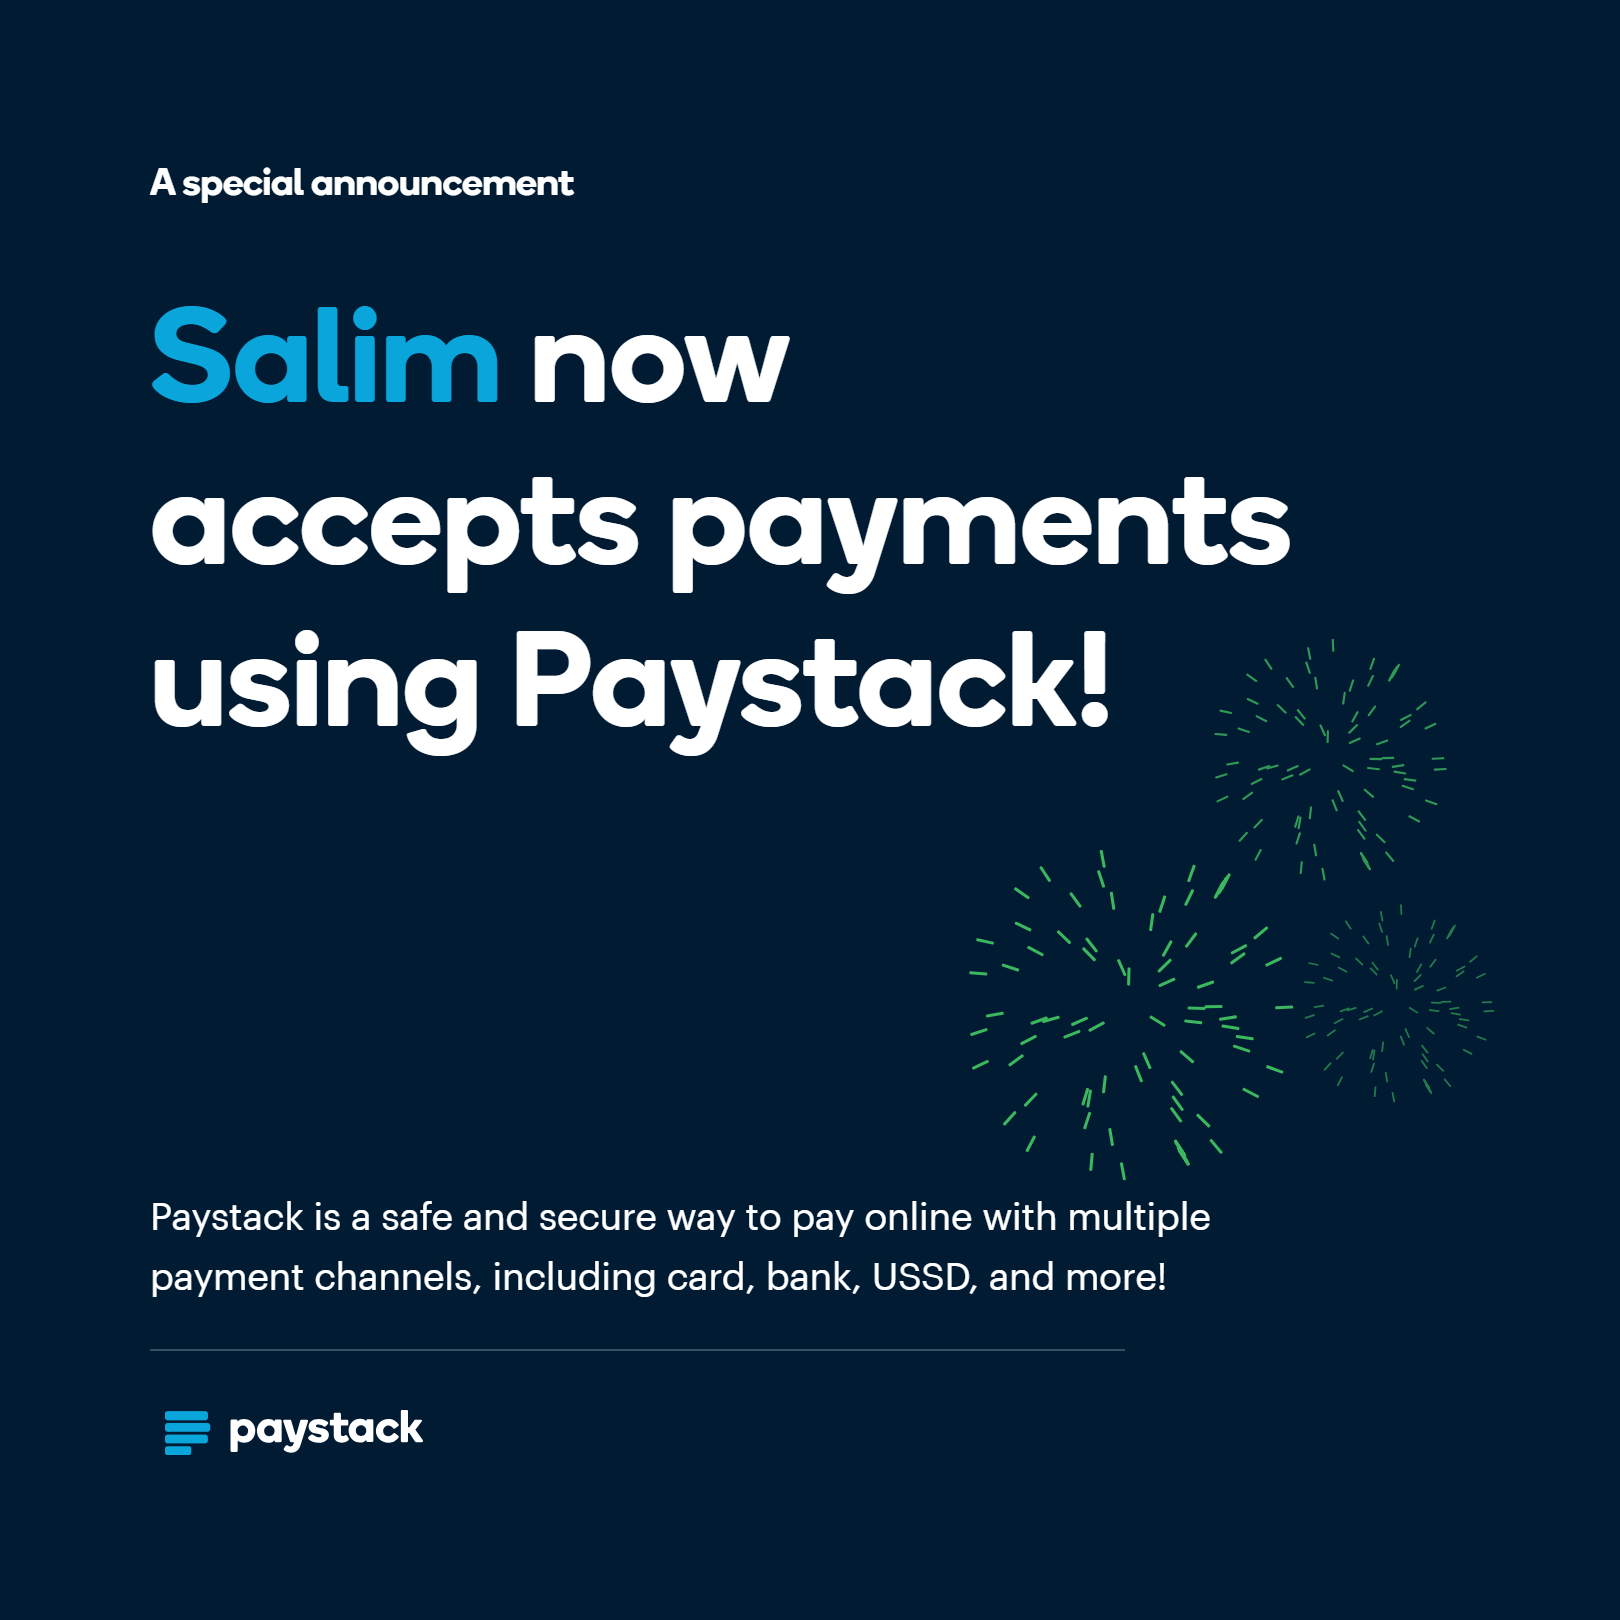 A special announcement
Salim now
accepts payments
using Paystack!
Paystack is a safe and secure way to pay online with multiple
payment channels, including card, bank, USSD, and more!
paystack